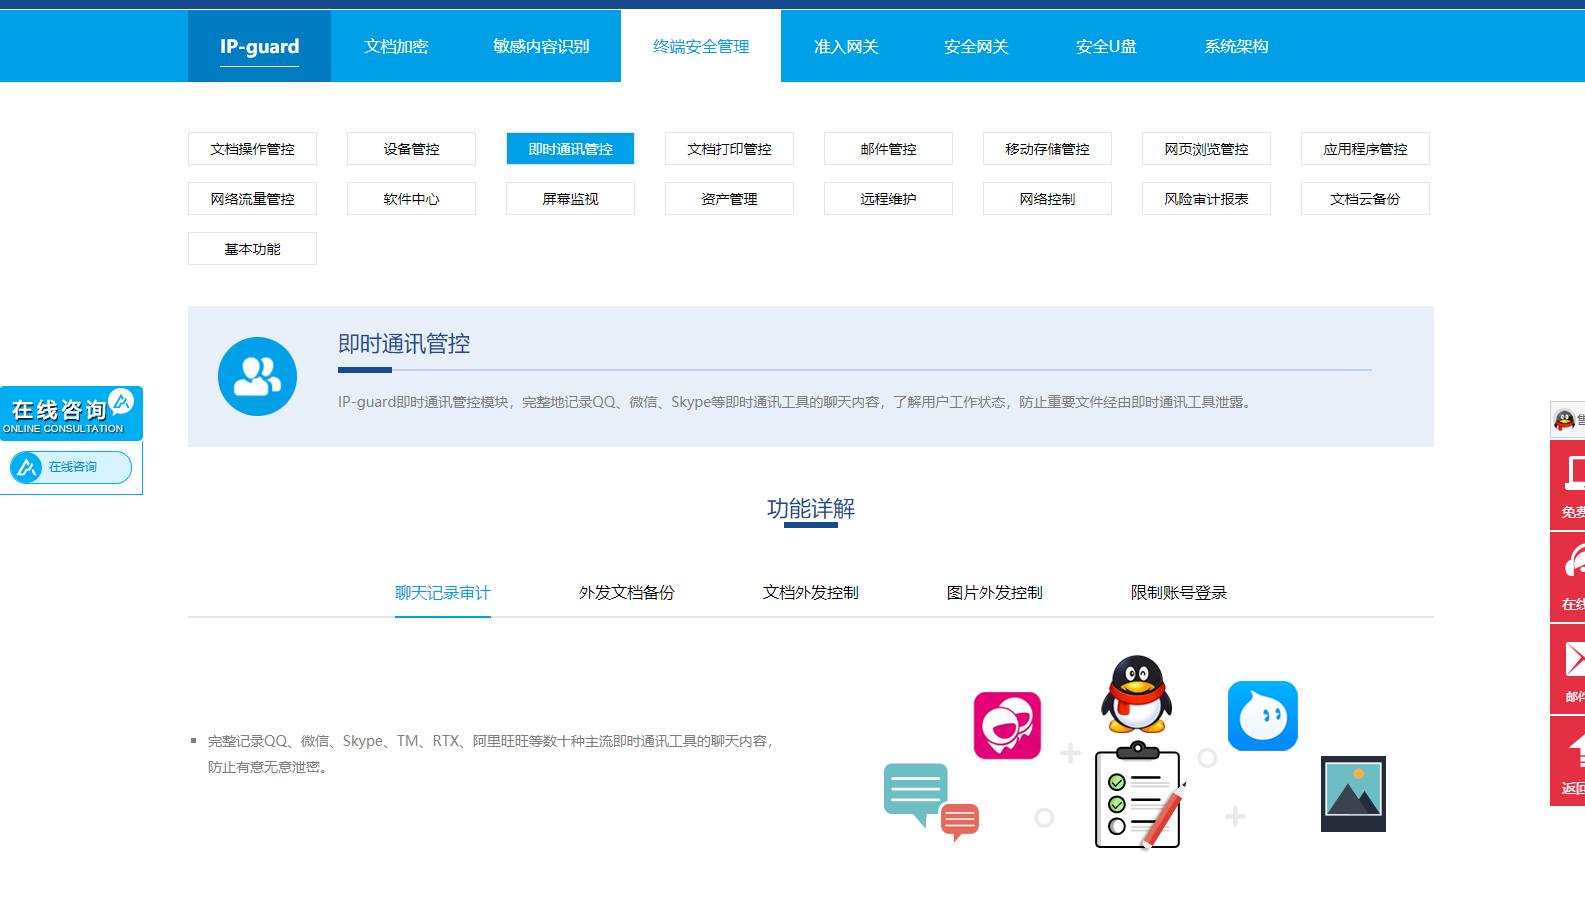 IP-guard
文档加密
敏感内容识别
终端安全管理
准入网关
安全网关
安全U盘
系统架构
文档操作管控
设备管控
即时通讯管控
文档打印管控
邮件管控
移动存储管控
网页浏览管控
应用程序管控
网络流量管控
软件中心
屏幕监视
资产管理
远程维护
网络控制
风险审计报表
文档云备份
基本功能
即时通讯管控
IP-guard即时通讯管控模块，完整地记录QQ、微信、Skype等即时通讯工具的聊天内容，了解用户工作状态，防止重要文件经由即时通讯工具泄露。
在线咨询
ONLINE CONSULTATION
在线咨询
功能详解
聊天记录审计
外发文档备份
文档外发控制
图片外发控制
限制账号登录
完整记录QQ、微信、Skype、TM、RTX、阿里旺旺等数十种主流即时通讯工具的聊天内容，
防止有意无意泄密。
售
免费
在线
邮件
返回